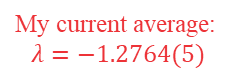 My current average:
λ = −1.2764(5)